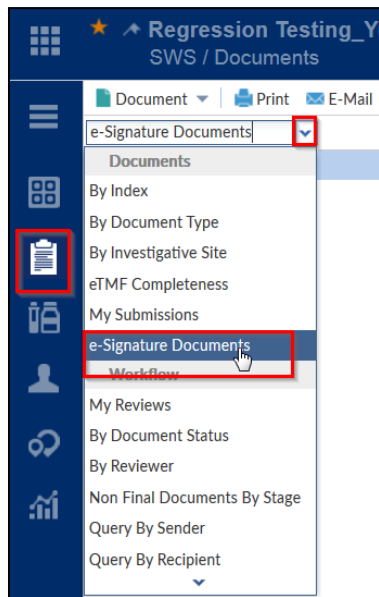 Regression Testing_Y
SWS / Documents
Document Print E-Mail
e-Signature Documents
Documents
By Index
By Document Type
By Investigative Site
eTMF Completeness
My Submissions
e-Signature Documents
Workflow
My Reviews
By Document Status
By Reviewer
Non Final Documents By Stage
Query By Sender
Query By Recipient